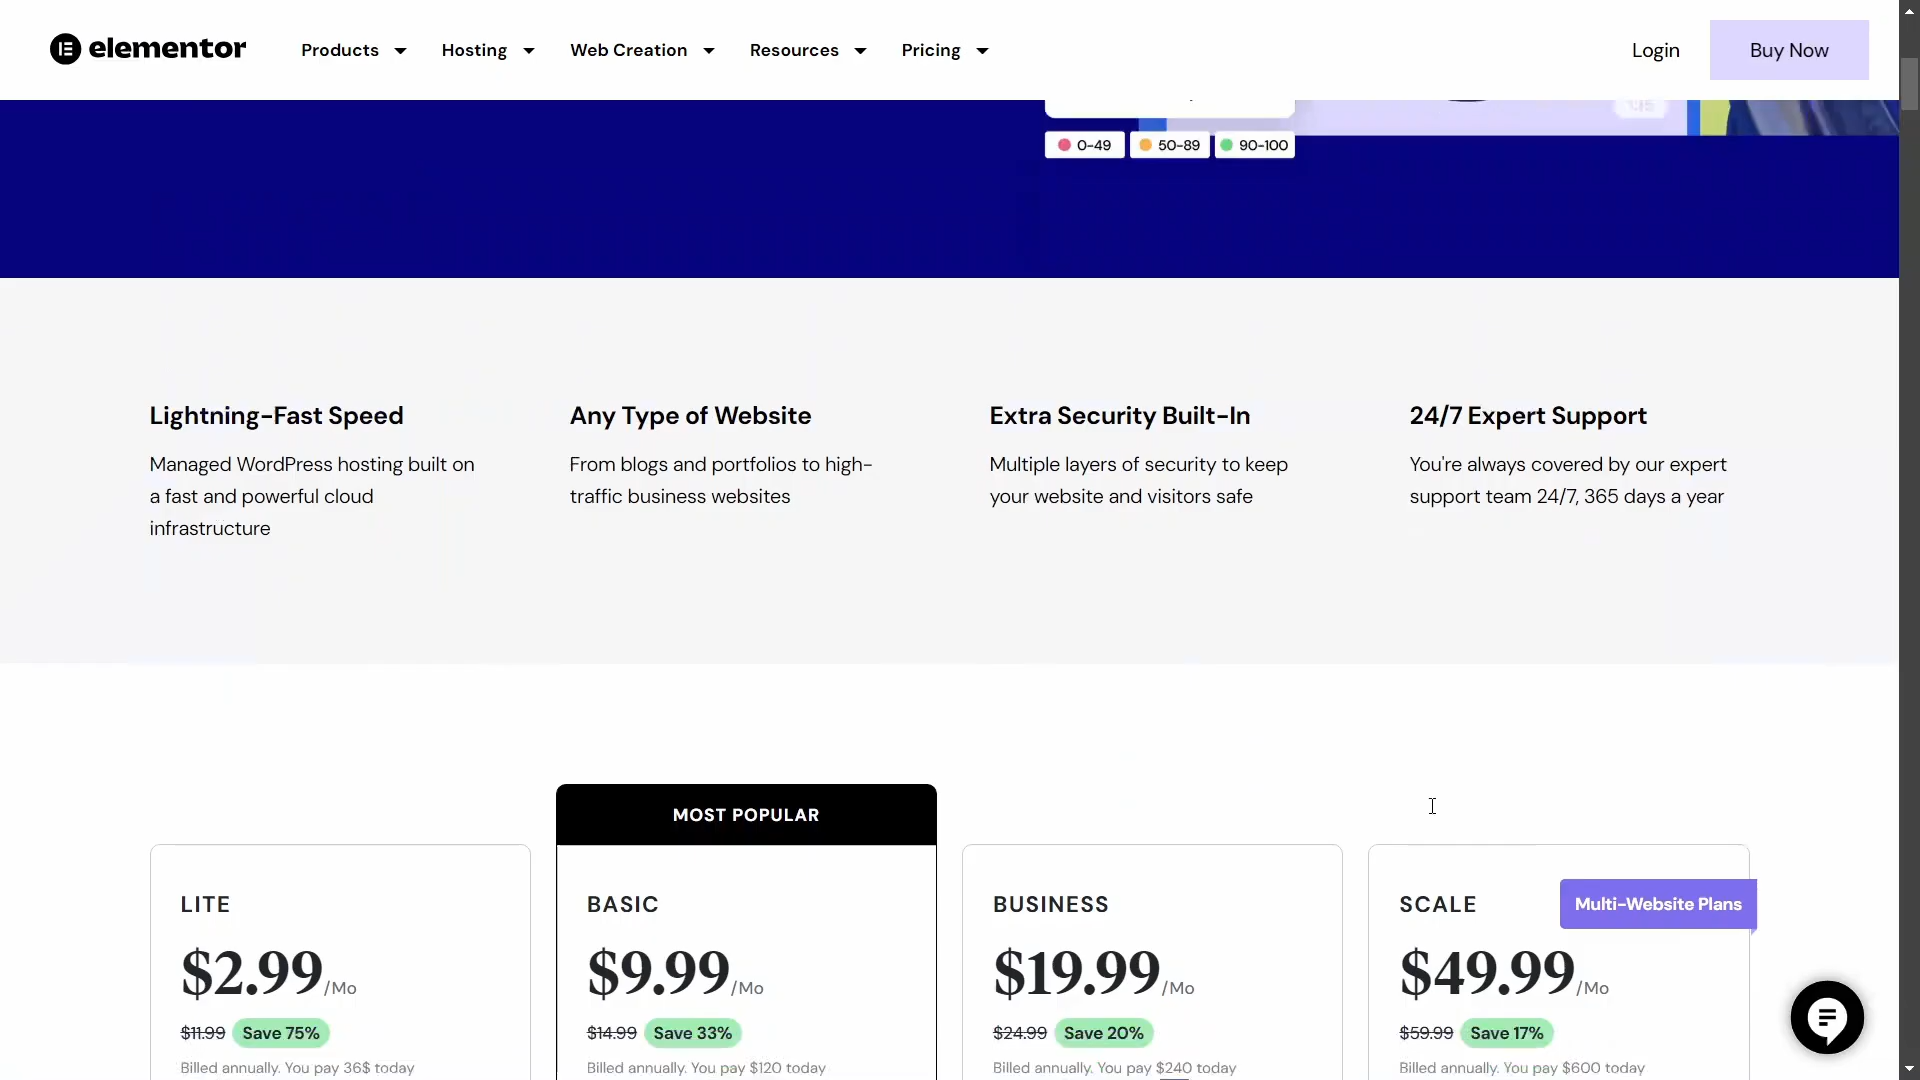 elementor
Products
Hosting
Web Creation
Resources
Pricing
Login
Buy Now
0-49
50-89
90-100
Lightning-Fast Speed
Managed WordPress hosting built on
a fast and powerful cloud
infrastructure
Any Type of Website
From blogs and portfolios to high-
traffic business websites
Extra Security Built-In
Multiple layers of security to keep
your website and visitors safe
24/7 Expert Support
You're always covered by our expert
support team 24/7, 365 days a year
LITE
$2.99/Mo
$11.99 Save 75%
Billed annually. You pay 36$ today
MOST POPULAR
BASIC
$9.99/Mo
$14.99 Save 33%
Billed annually. You pay $120 today
BUSINESS
$19.99/Mo
$24.99 Save 20%
Billed annually. You pay $240 today
SCALE
Multi-Website Plans
$49.99/Mo
$59.99 Save 17%
Billed annually. You pay $600 today